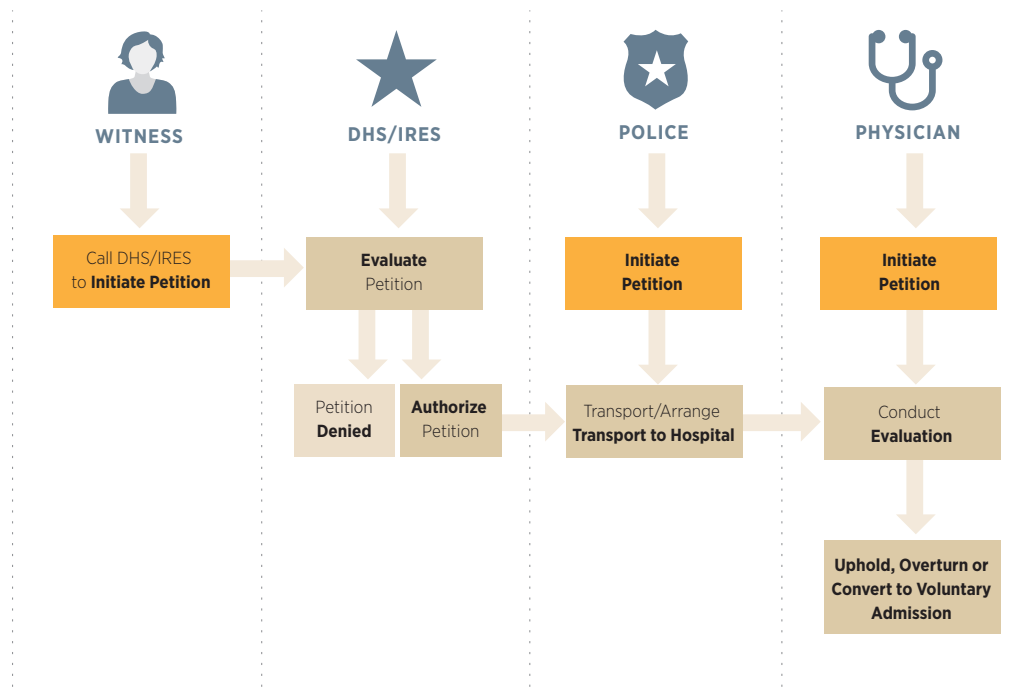 WITNESS
DHS/IRES
POLICE
PHYSICIAN
Call DHS/IRES
to Initiate Petition
Evaluate
Petition
Initiate
Petition
Initiate
Petition
Petition
Denied
Authorize
Petition
Transport/Arrange
Transport to Hospital
Conduct
Evaluation
Uphold, Overturn or
Convert to Voluntary
Admission